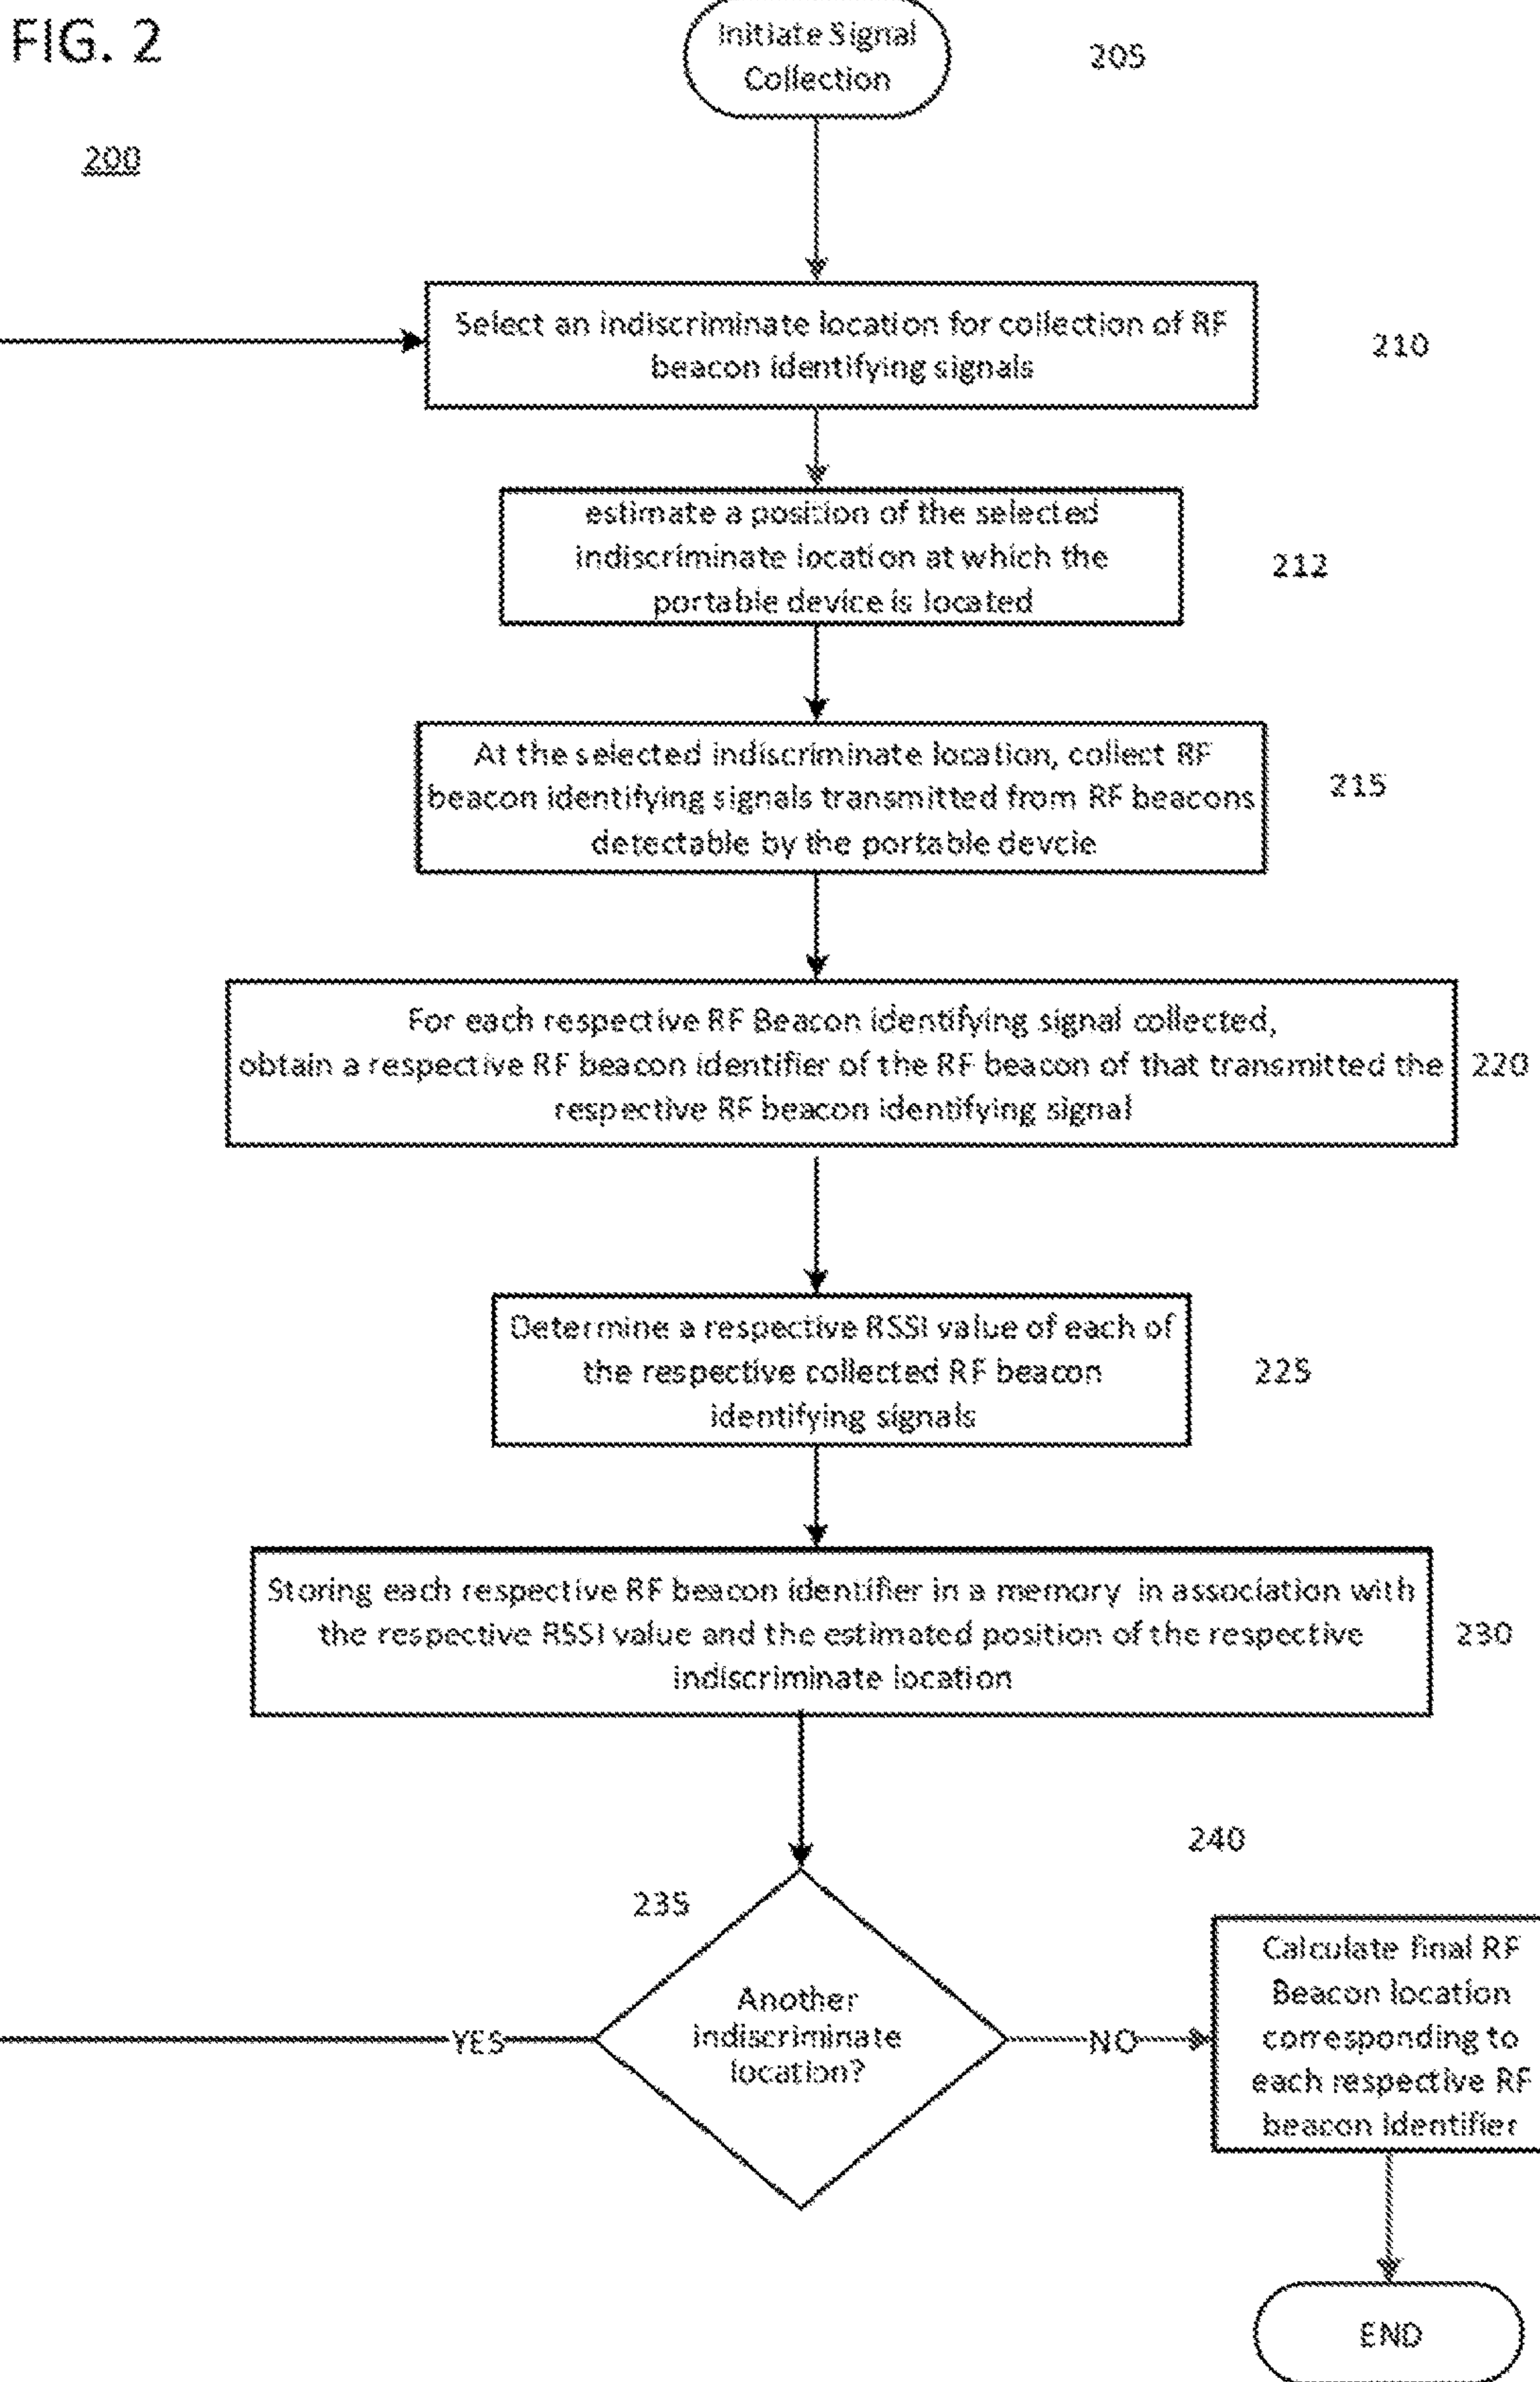 FIG. 2
Initiate Signal
Collection
205
200
Select an indiscriminate location for collection of RF
beacon identifying signals
210
estimate a position of the selected
indiscriminate location at which the
portable device is located
212
At the selected indiscriminate location, collect RF
beacon identifying signals transmitted from RF beacons
detectable by the portable devcie
215
For each respective RF Beacon identifying signal collected,
obtain a respective RF beacon identifier of the RF beacon of that transmitted the
respective RF beacon identifying signal
220
Determine a respective RSSI value of each of
the respective collected RF beacon
identifying signals
225
Storing each respective RF beacon identifier in a memory in association with
the respective RSSI value and the estimated position of the respective
indiscriminate location
230
240
235
Another
indiscriminate
location?
YES
NO
Calculate final RF
Beacon location
corresponding to
each respective RF
beacon identifier
END